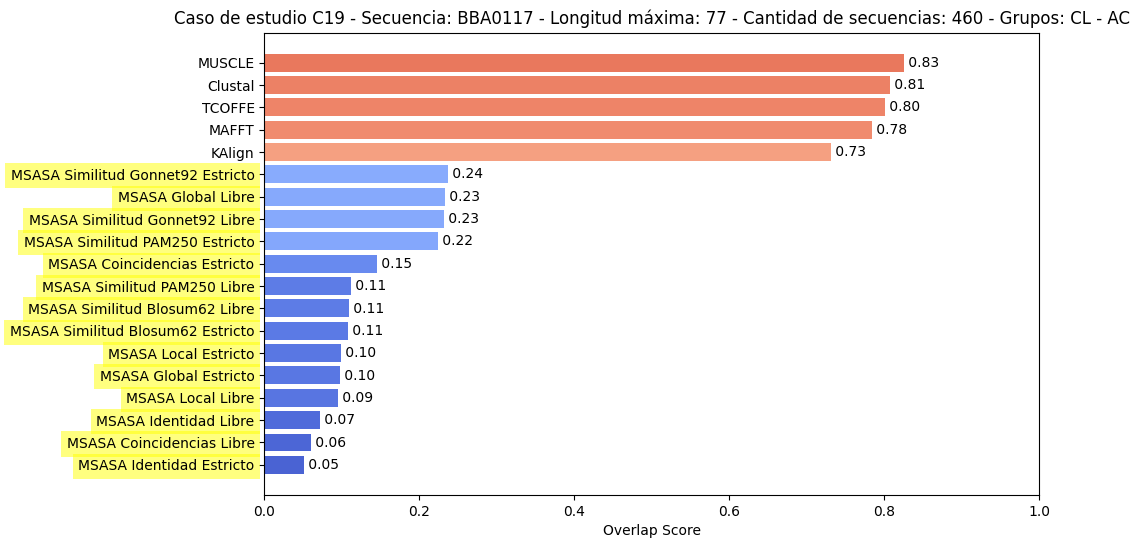 Caso de estudio C19 - Secuencia: BBA0117 - Longitud máxima: 77 - Cantidad de secuencias: 460 - Grupos: CL - AC
MUSCLE 0.83
Clustal 0.81
TCOFFE 0.80
MAFFT 0.78
KAlign 0.73
MSASA Similitud Gonnet92 Estricto 0.24
MSASA Global Libre 0.23
MSASA Similitud Gonnet92 Libre 0.23
MSASA Similitud PAM250 Estricto 0.22
MSASA Coincidencias Estricto 0.15
MSASA Similitud PAM250 Libre 0.11
MSASA Similitud Blosum62 Libre 0.11
MSASA Similitud Blosum62 Estricto 0.11
MSASA Local Estricto 0.10
MSASA Global Estricto 0.10
MSASA Local Libre 0.09
MSASA Identidad Libre 0.07
MSASA Coincidencias Libre 0.06
MSASA Identidad Estricto 0.05
0.0 0.2 0.4 0.6 0.8 1.0
Overlap Score